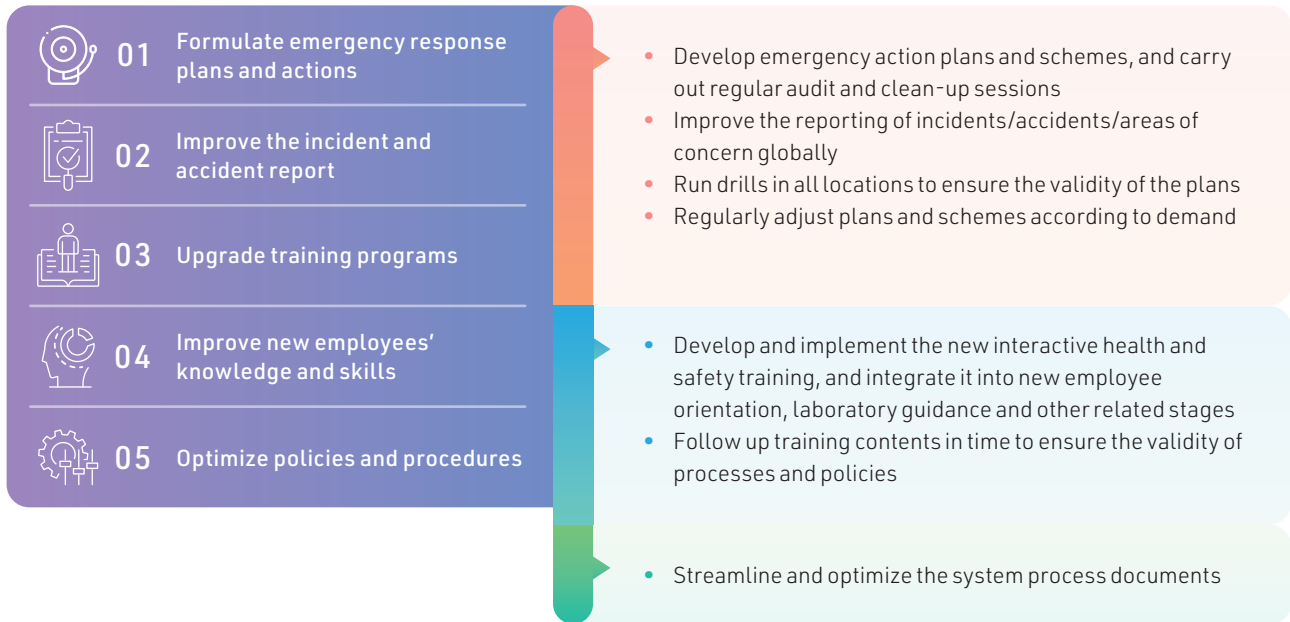 01
Formulate emergency response
plans and actions
02
Improve the incident and
accident report
03
Upgrade training programs
04
Improve new employees’
knowledge and skills
05
Optimize policies and procedures
• Develop emergency action plans and schemes, and carry
out regular audit and clean-up sessions
• Improve the reporting of incidents/accidents/areas of
concern globally
• Run drills in all locations to ensure the validity of the plans
• Regularly adjust plans and schemes according to demand
• Develop and implement the new interactive health and
safety training, and integrate it into new employee
orientation, laboratory guidance and other related stages
• Follow up training contents in time to ensure the validity of
processes and policies
• Streamline and optimize the system process documents